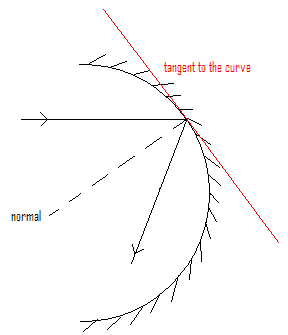 tangent to the curve
normal